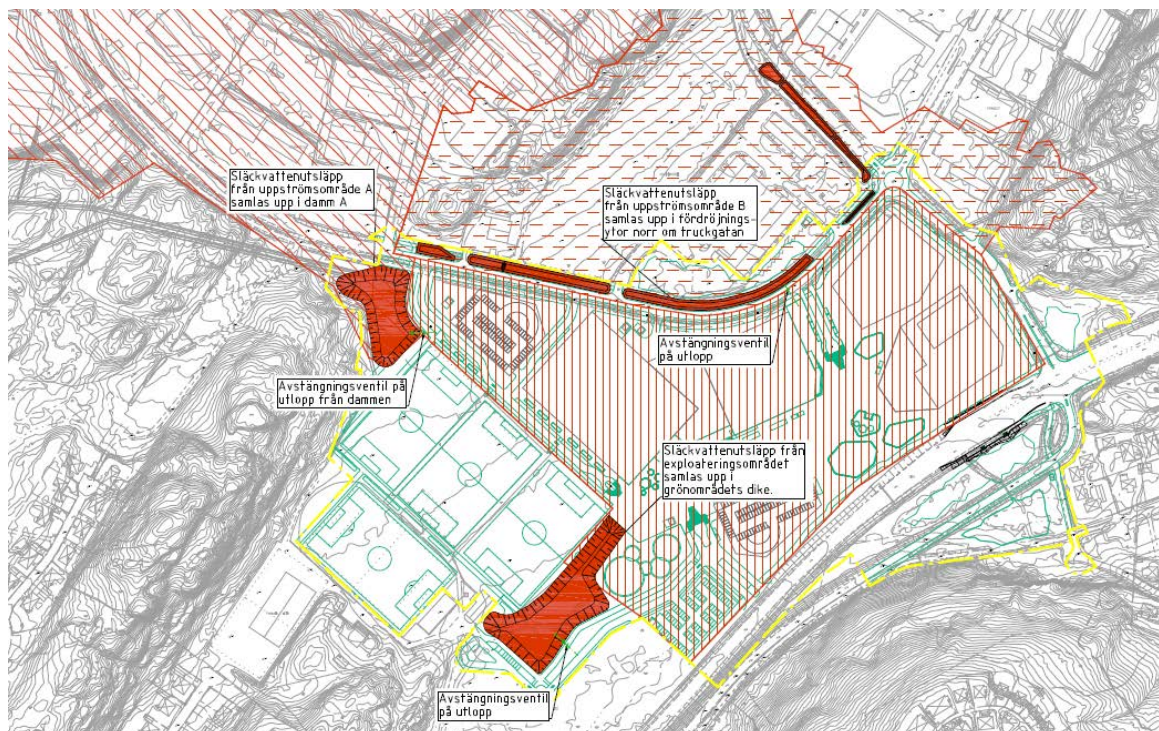 Släckvattenutsläpp
från uppströmsområde A
samlas upp i damm A
Släckvattenutsläpp
från uppströmsområde B
samlas upp i fördröjnings-
ytor norr om truckgatan
Avstängningsventil
på utlopp
Avstängningsventil på
utlopp från dammen
Släckvattenutsläpp från
exploateringsområdet
samlas upp i
grönområdets dike.
Avstängningsventil
på utlopp